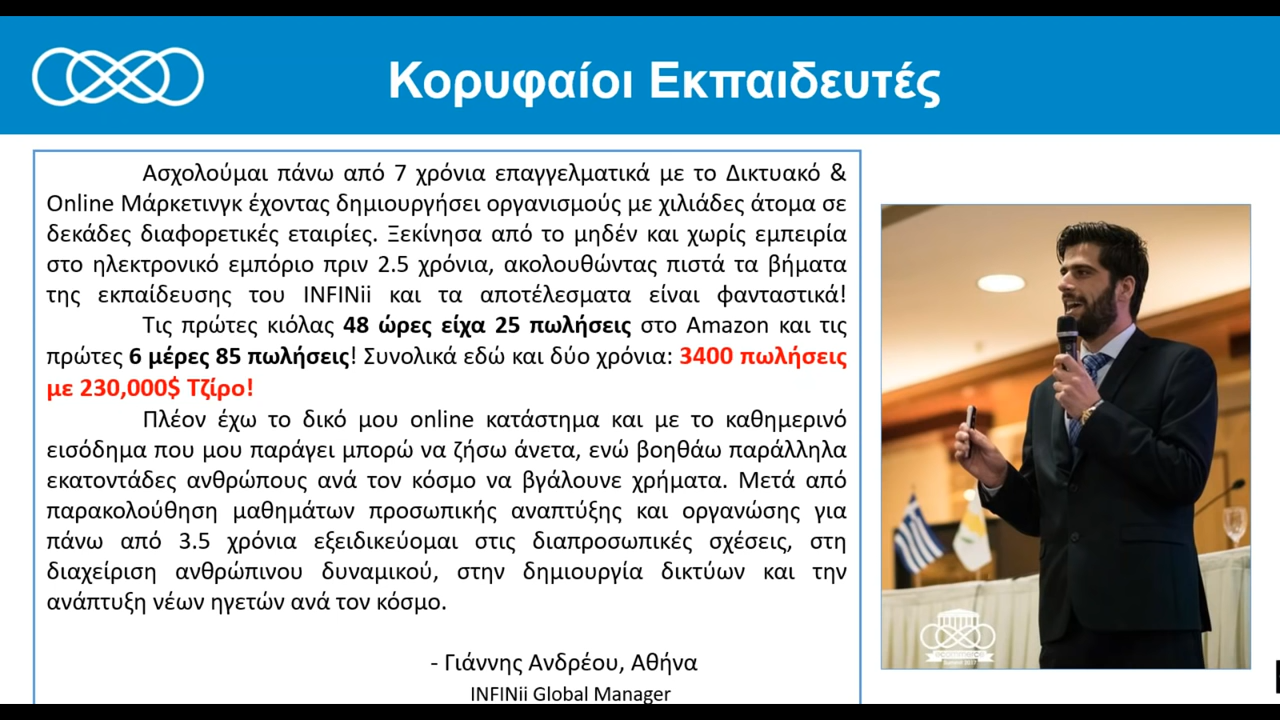 Κορυφαίοι Εκπαιδευτές
Ασχολούμαι πάνω από 7 χρόνια επαγγελματικά με το Δικτυακό &
Online Μάρκετινγκ έχοντας δημιουργήσει οργανισμούς με χιλιάδες άτομα σε
δεκάδες διαφορετικές εταιρίες. Ξεκίνησα από το μηδέν και χωρίς εμπειρία
στο ηλεκτρονικό εμπόριο πριν 2.5 χρόνια, ακολουθώντας πιστά τα βήματα
της εκπαίδευσης του INFINii και τα αποτέλεσματα είναι φανταστικά!
Τις πρώτες κιόλας 48 ώρες είχα 25 πωλήσεις στο Amazon και τις
πρώτες 6 μέρες 85 πωλήσεις! Συνολικά εδώ και δύο χρόνια: 3400 πωλήσεις
με 230,000$ Τζίρο!
Πλέον έχω το δικό μου online κατάστημα και με το καθημερινό
εισόδημα που μου παράγει μπορώ να ζήσω άνετα, ενώ βοηθάω παράλληλα
εκατοντάδες ανθρώπους ανά τον κόσμο να βγάλουνε χρήματα. Μετά από
παρακολούθηση μαθημάτων προσωπικής αναπτύξης και οργανώσης για
πάνω από 3.5 χρόνια εξειδικεύομαι στις διαπροσωπικές σχέσεις, στη
διαχείριση ανθρώπινου δυναμικού, στην δημιουργία δικτύων και την
ανάπτυξη νέων ηγετών ανά τον κόσμο.
- Γιάννης Ανδρέου, Αθήνα
INFINii Global Manager